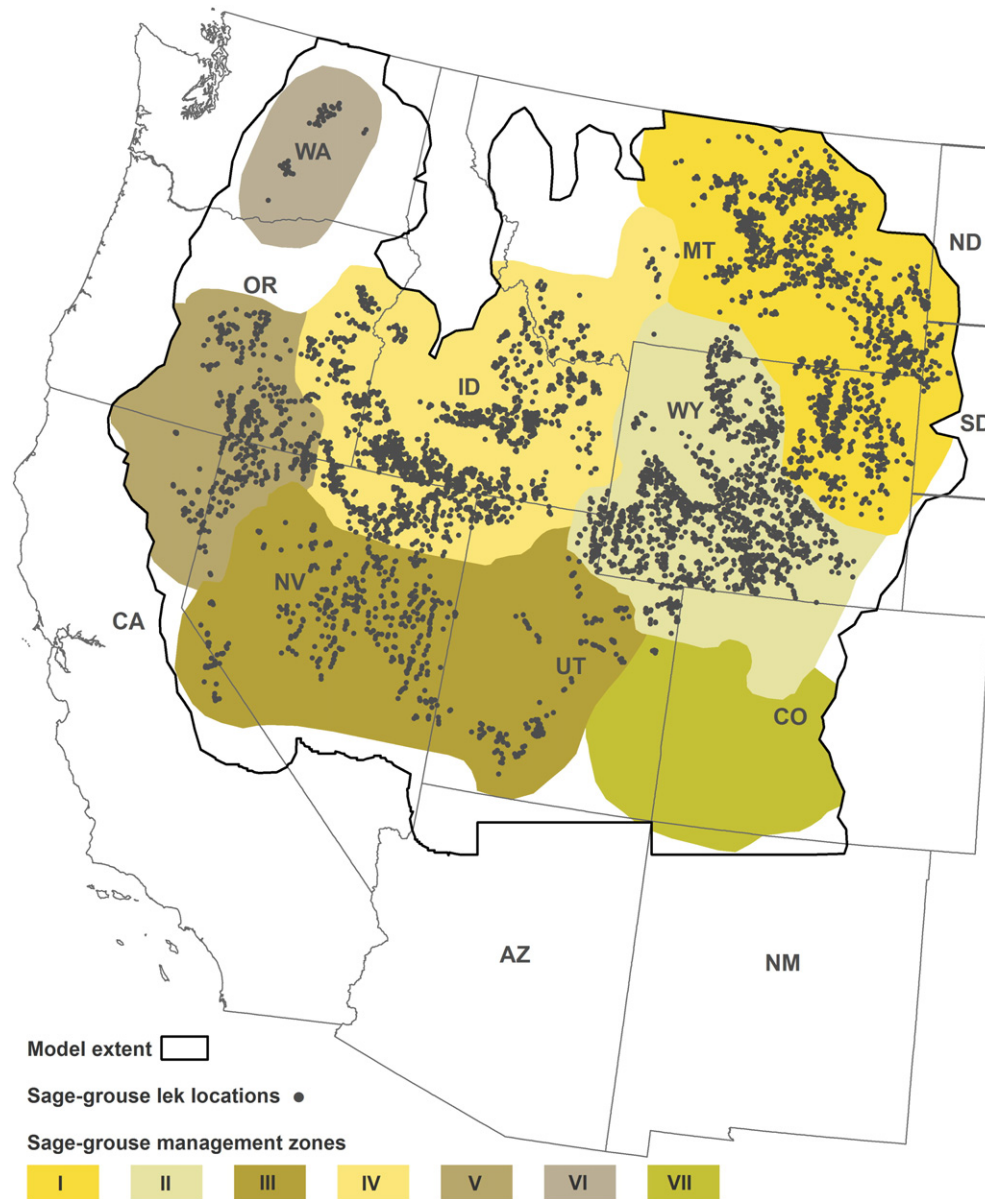 WA
MT
ND
OR
ID
WY
SD
NV
CA
UT
CO
AZ
NM
Model extent
Sage-grouse lek locations
Sage-grouse management zones
I II III IV V VI VII